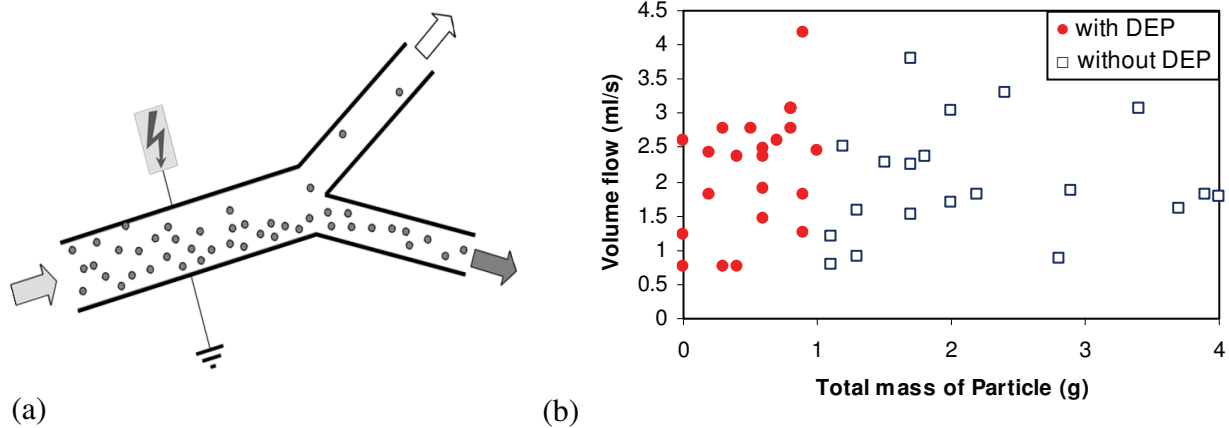 (a)
4.5
4
3.5
3
2.5
2
1.5
1
0.5
0
Volume flow (ml/s)
with DEP
without DEP
0 1 2 3 4
Total mass of Particle (g)
(b)